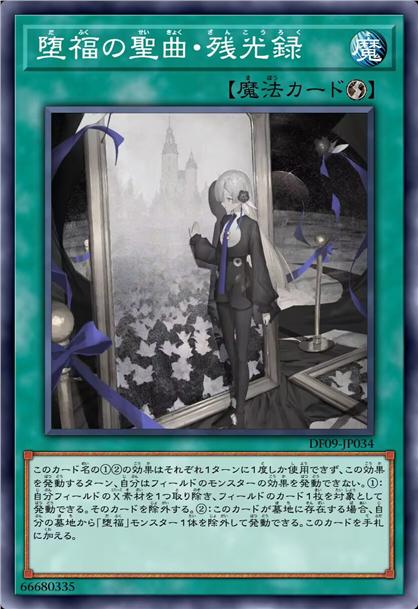 堕福の聖曲・残光録
魔
【魔法カード】
DF09-JP034
このカード名の①②の効果はそれぞれ1ターンに1度しか使用できず、この効果
を発動するターン、自分はフィールドのモンスターの効果を発動できない。①:
自分フィールドのX素材を1つ取り除き、フィールドのカード1枚を対象として
発動できる。そのカードを除外する。②:このカードが墓地に存在する場合、自
分の墓地から「堕福」モンスター1体を除外して発動できる。このカードを手札
に加える。
66680335